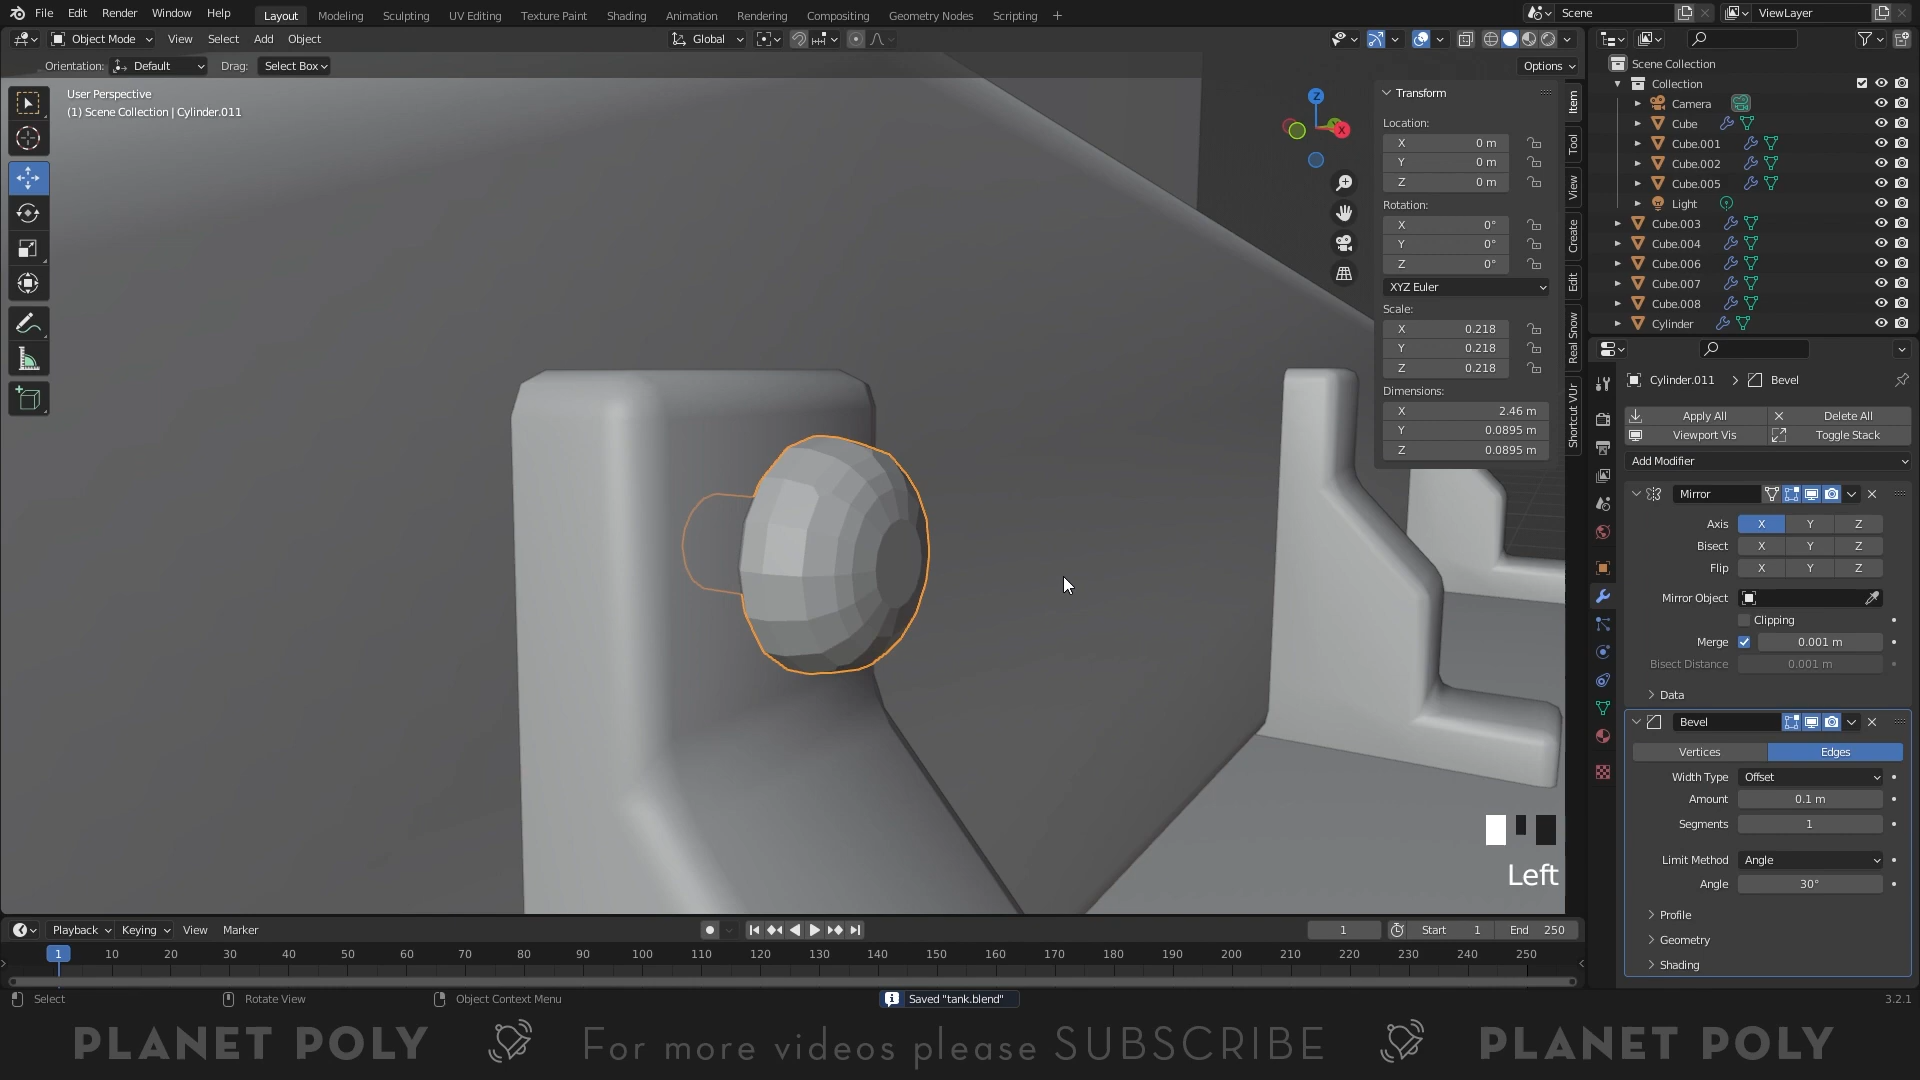 File Edit Render Window Help Layout Modeling Sculpting UV Editing Texture Paint Shading Animation Rendering Compositing Geometry Nodes Scripting + Scene ViewLayer
Object Mode View Select Add Object Global
Orientation: Default Drag: Select Box Options
User Perspective
(1) Scene Collection | Cylinder.011
Z
X
Transform
Location:
X 0 m
Y 0 m
Z 0 m
Rotation:
X 0°
Y 0°
Z 0°
XYZ Euler
Scale:
X 0.218
Y 0.218
Z 0.218
Dimensions:
X 2.46 m
Y 0.0895 m
Z 0.0895 m
Item
Tool
View
Create
Edit
Real Snow
Shortcut VUr
Scene Collection
Collection
Camera
Cube
Cube.001
Cube.002
Cube.005
Light
Cube.003
Cube.004
Cube.006
Cube.007
Cube.008
Cylinder
Cylinder.011 > Bevel
Apply All Delete All
Viewport Vis Toggle Stack
Add Modifier
Mirror
Axis X Y Z
Bisect X Y Z
Flip X Y Z
Mirror Object
Clipping
Merge 0.001 m
Bisect Distance 0.001 m
Data
Bevel
Vertices Edges
Width Type Offset
Amount 0.1 m
Segments 1
Limit Method Angle
Angle 30°
Profile
Geometry
Shading
Left
Playback Keying View Marker 1 Start 1 End 250
1 10 20 30 40 50 60 70 80 90 100 110 120 130 140 150 160 170 180 190 200 210 220 230 240 250
Select Rotate View Object Context Menu Saved "tank.blend" 3.2.1
PLANET POLY For more videos please SUBSCRIBE PLANET POLY